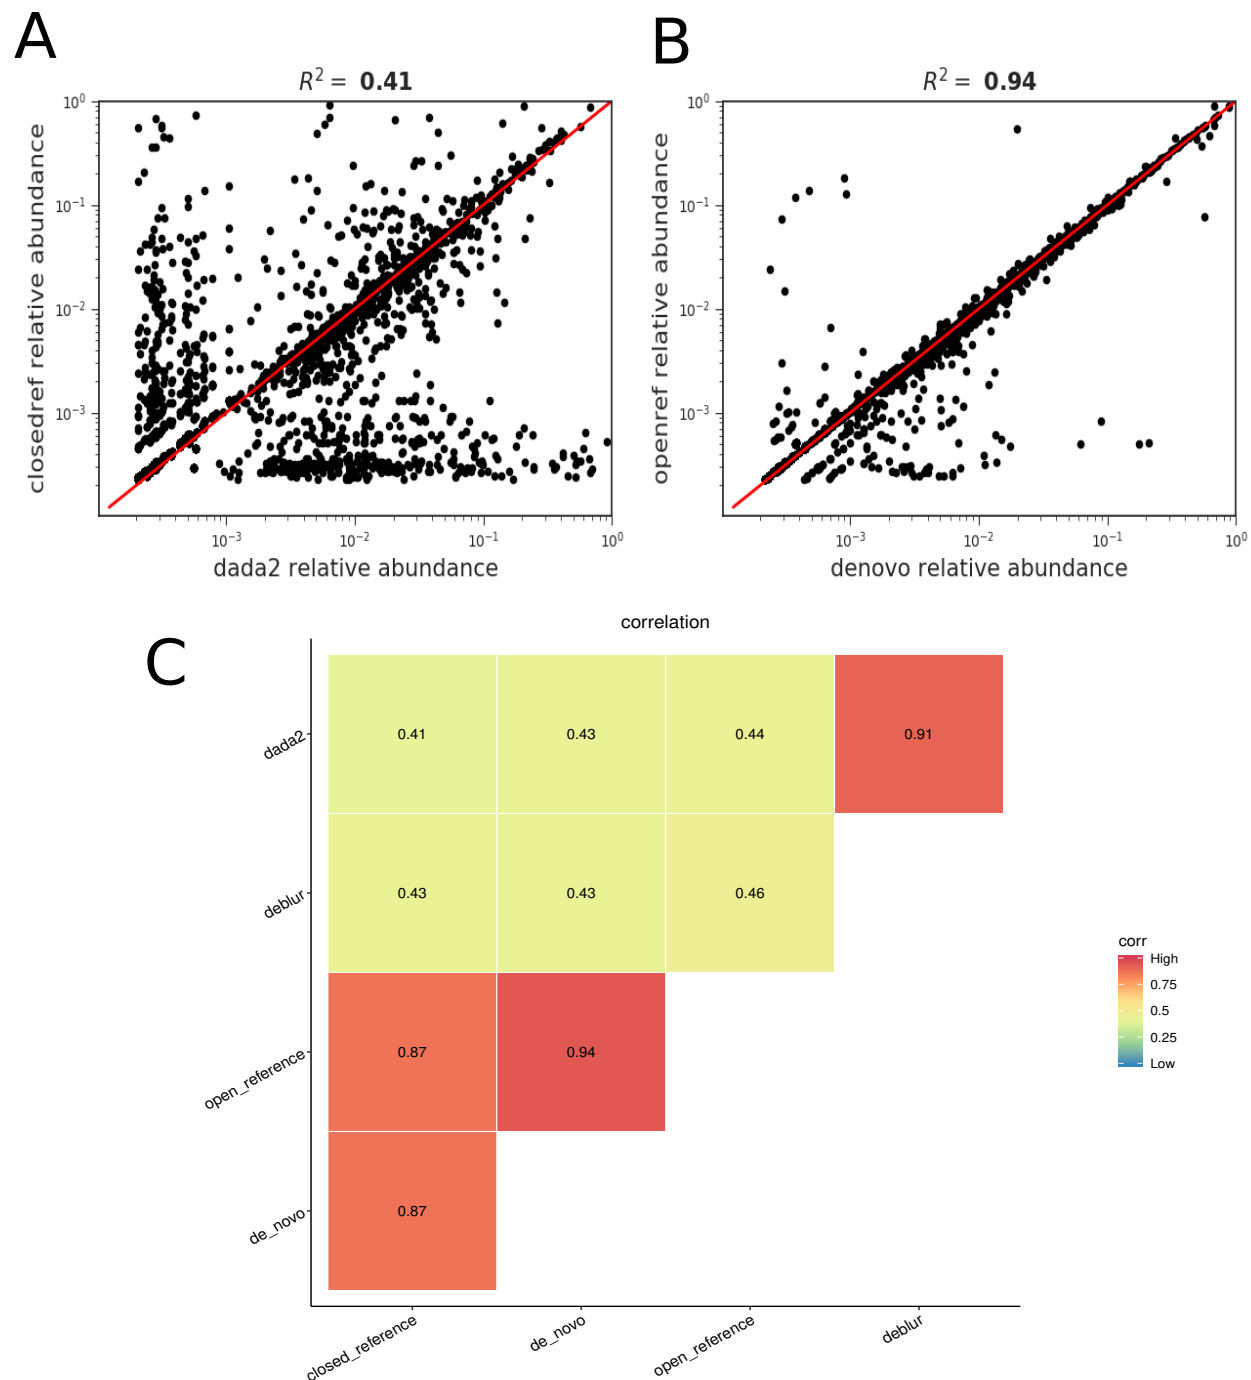 A
B
R² = 0.41
R² = 0.94
closedref relative abundance
10⁰
10⁻¹
10⁻²
10⁻³
10⁻³
10⁻²
10⁻¹
10⁰
dada2 relative abundance
openref relative abundance
10⁰
10⁻¹
10⁻²
10⁻³
10⁻³
10⁻²
10⁻¹
10⁰
denovo relative abundance
C
correlation
dada2
0.41
0.43
0.44
0.91
deblur
0.43
0.43
0.46
open_reference
0.87
0.94
de_novo
0.87
closed_reference
de_novo
open_reference
deblur
corr
High
0.75
0.5
0.25
Low